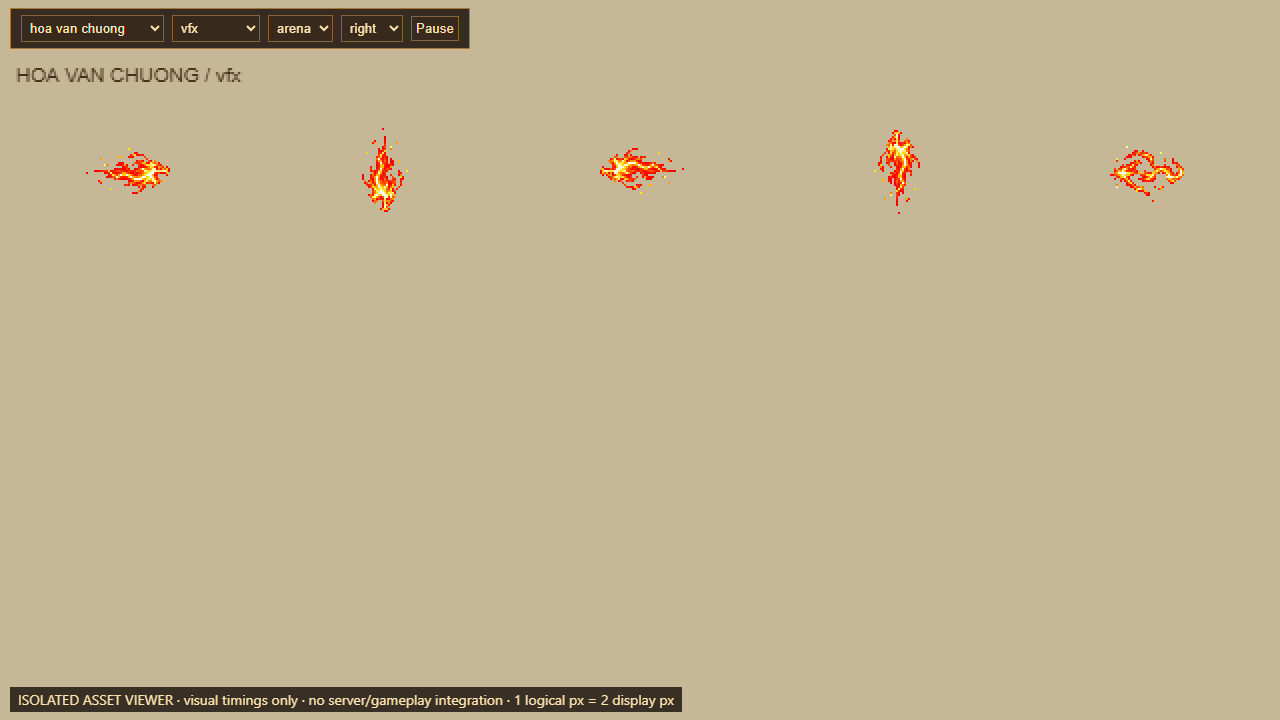 hoa van chuong vfx arena right Pause
HOA VAN CHUONG / vfx
ISOLATED ASSET VIEWER · visual timings only · no server/gameplay integration · 1 logical px = 2 display px